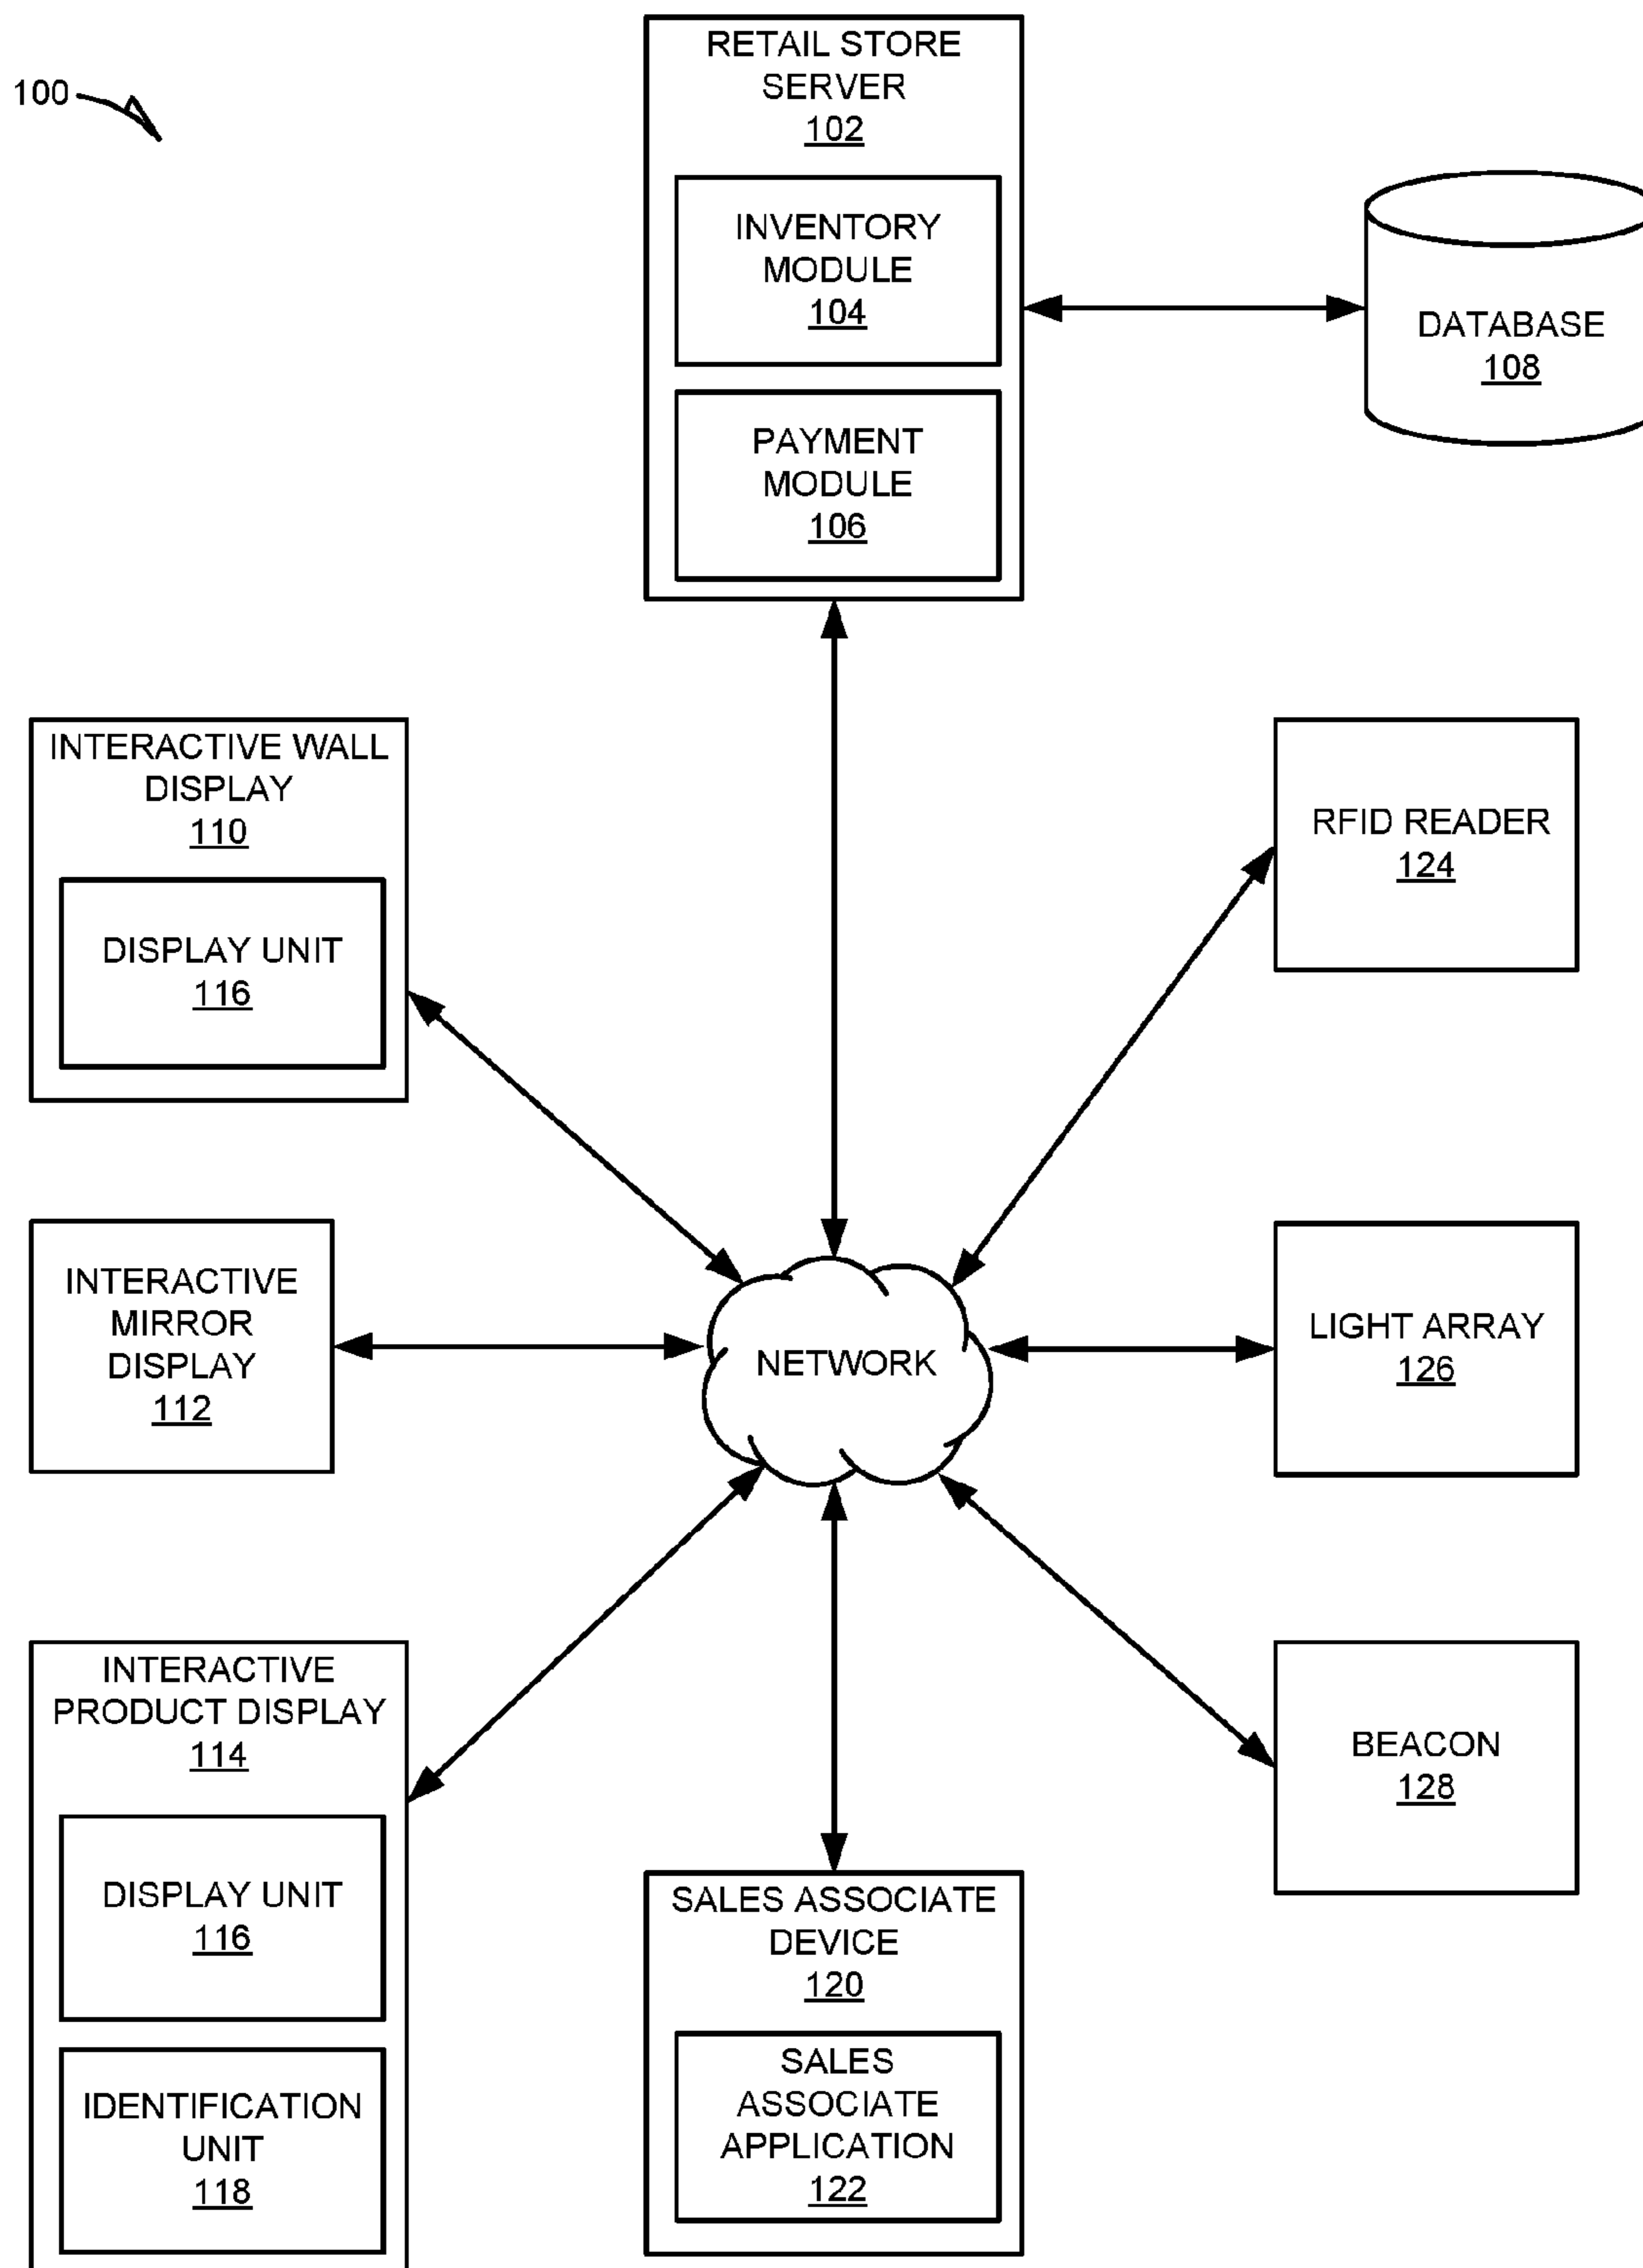 100
RETAIL STORE
SERVER
102
INVENTORY
MODULE
104
PAYMENT
MODULE
106
DATABASE
108
INTERACTIVE WALL
DISPLAY
110
DISPLAY UNIT
116
RFID READER
124
INTERACTIVE
MIRROR
DISPLAY
112
NETWORK
LIGHT ARRAY
126
INTERACTIVE
PRODUCT DISPLAY
114
DISPLAY UNIT
116
IDENTIFICATION
UNIT
118
SALES ASSOCIATE
DEVICE
120
SALES
ASSOCIATE
APPLICATION
122
BEACON
128